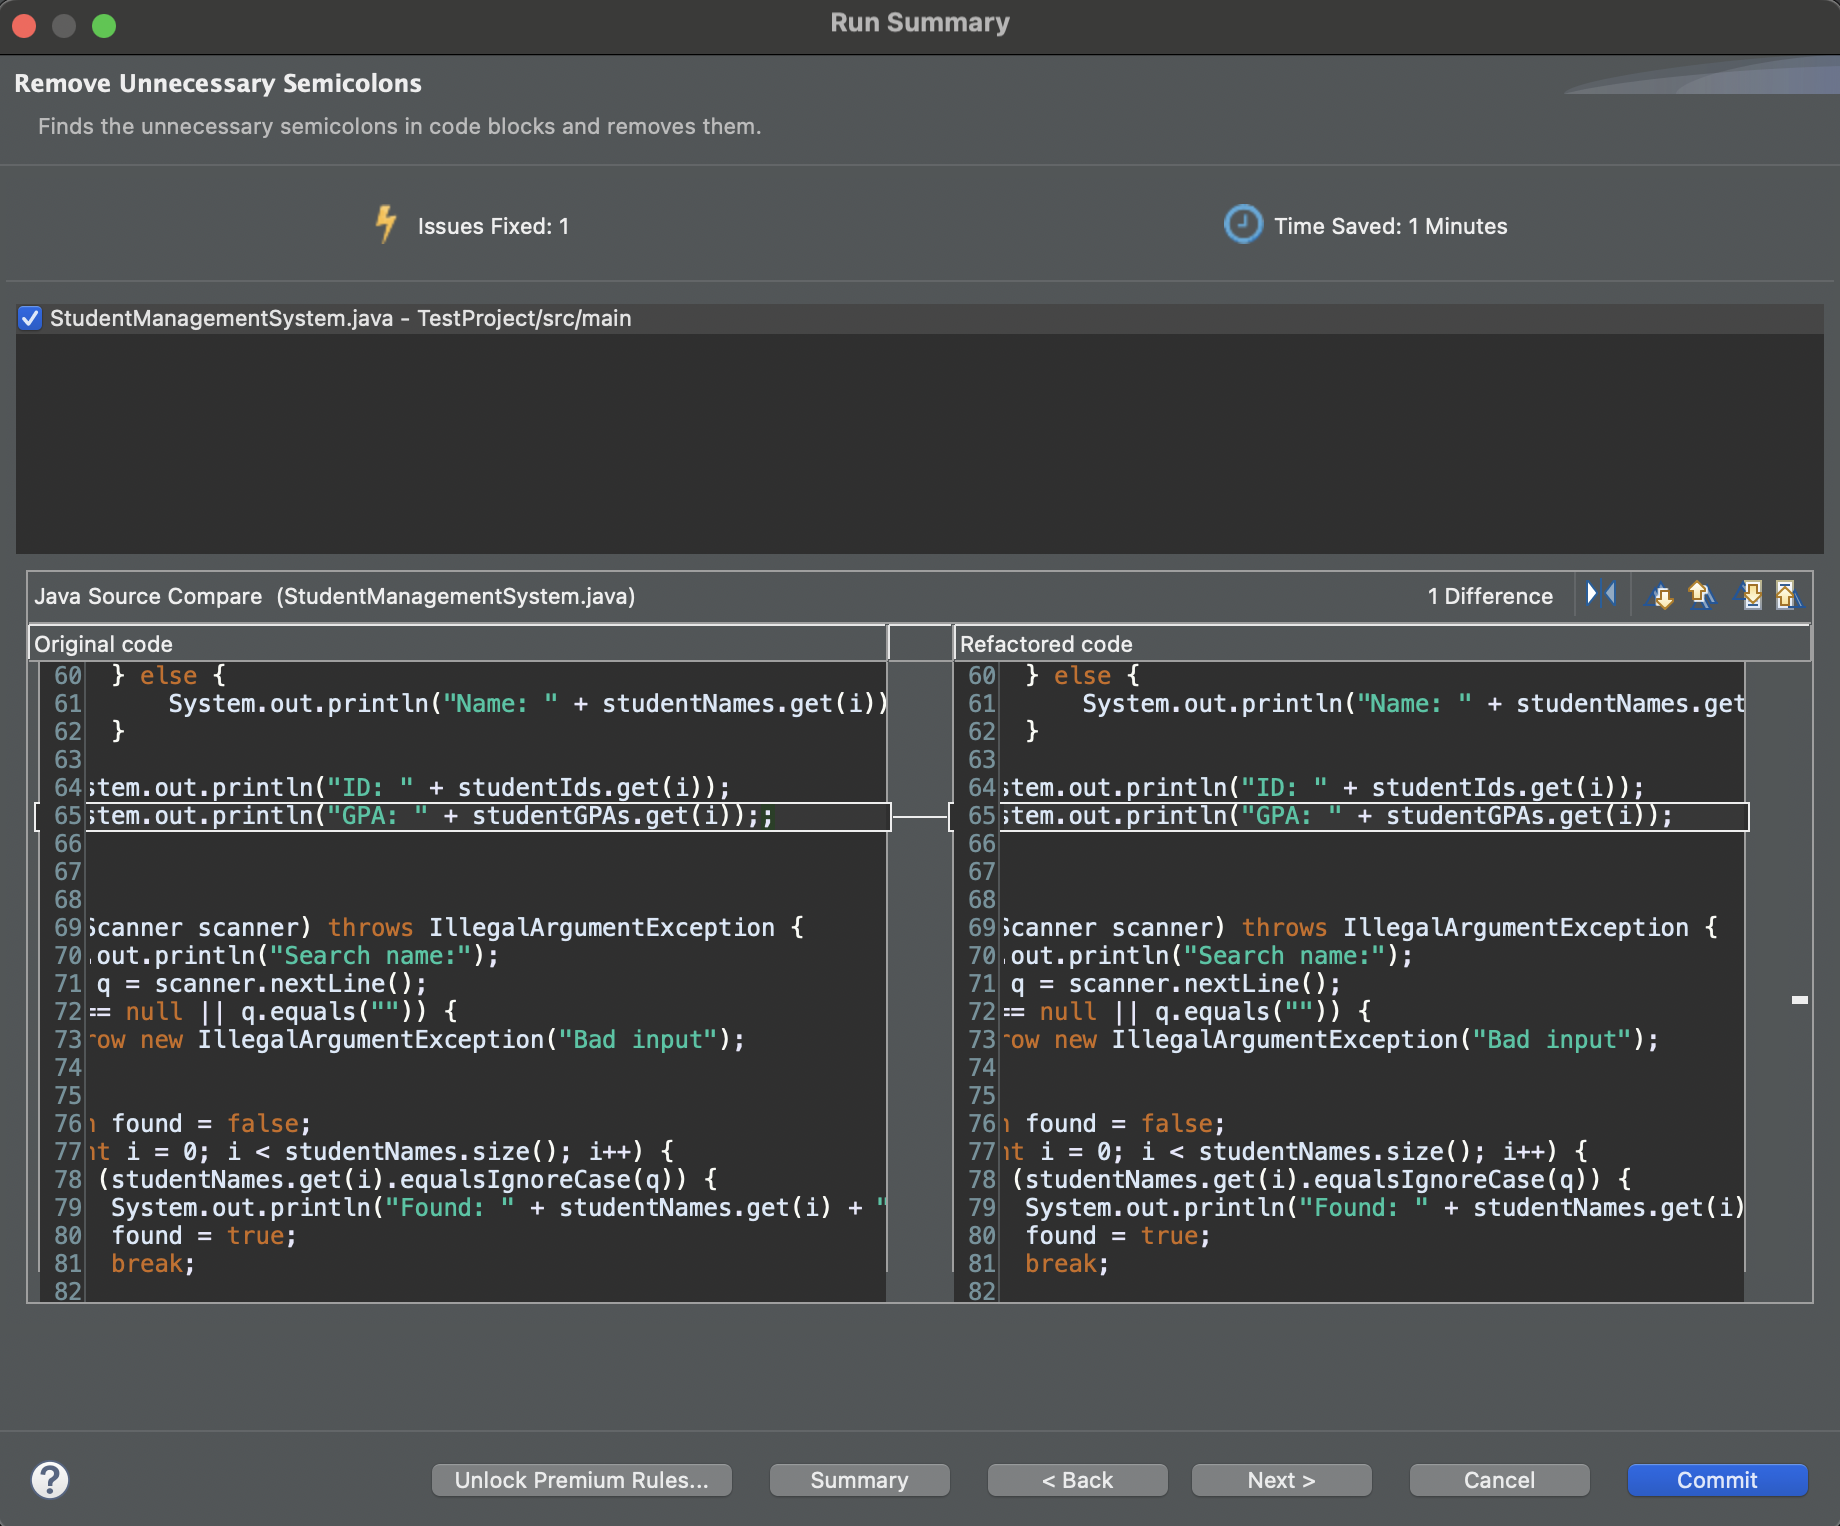 Run Summary
Remove Unnecessary Semicolons
Finds the unnecessary semicolons in code blocks and removes them.
Issues Fixed: 1
Time Saved: 1 Minutes
StudentManagementSystem.java - TestProject/src/main
Java Source Compare (StudentManagementSystem.java)
1 Difference
Original code
60 } else {
61 System.out.println("Name: " + studentNames.get(i))
62 }
63
64 stem.out.println("ID: " + studentIds.get(i));
65 stem.out.println("GPA: " + studentGPAs.get(i));;
66
67
68
69 Scanner scanner) throws IllegalArgumentException {
70 .out.println("Search name:");
71 q = scanner.nextLine();
72 == null || q.equals("")) {
73 row new IllegalArgumentException("Bad input");
74
75
76 n found = false;
77 nt i = 0; i < studentNames.size(); i++) {
78 (studentNames.get(i).equalsIgnoreCase(q)) {
79 System.out.println("Found: " + studentNames.get(i) + "
80 found = true;
81 break;
82
Refactored code
60 } else {
61 System.out.println("Name: " + studentNames.get
62 }
63
64 stem.out.println("ID: " + studentIds.get(i));
65 stem.out.println("GPA: " + studentGPAs.get(i));
66
67
68
69 Scanner scanner) throws IllegalArgumentException {
70 .out.println("Search name:");
71 q = scanner.nextLine();
72 == null || q.equals("")) {
73 row new IllegalArgumentException("Bad input");
74
75
76 n found = false;
77 nt i = 0; i < studentNames.size(); i++) {
78 (studentNames.get(i).equalsIgnoreCase(q)) {
79 System.out.println("Found: " + studentNames.get(i)
80 found = true;
81 break;
82
?
Unlock Premium Rules...
Summary
< Back
Next >
Cancel
Commit